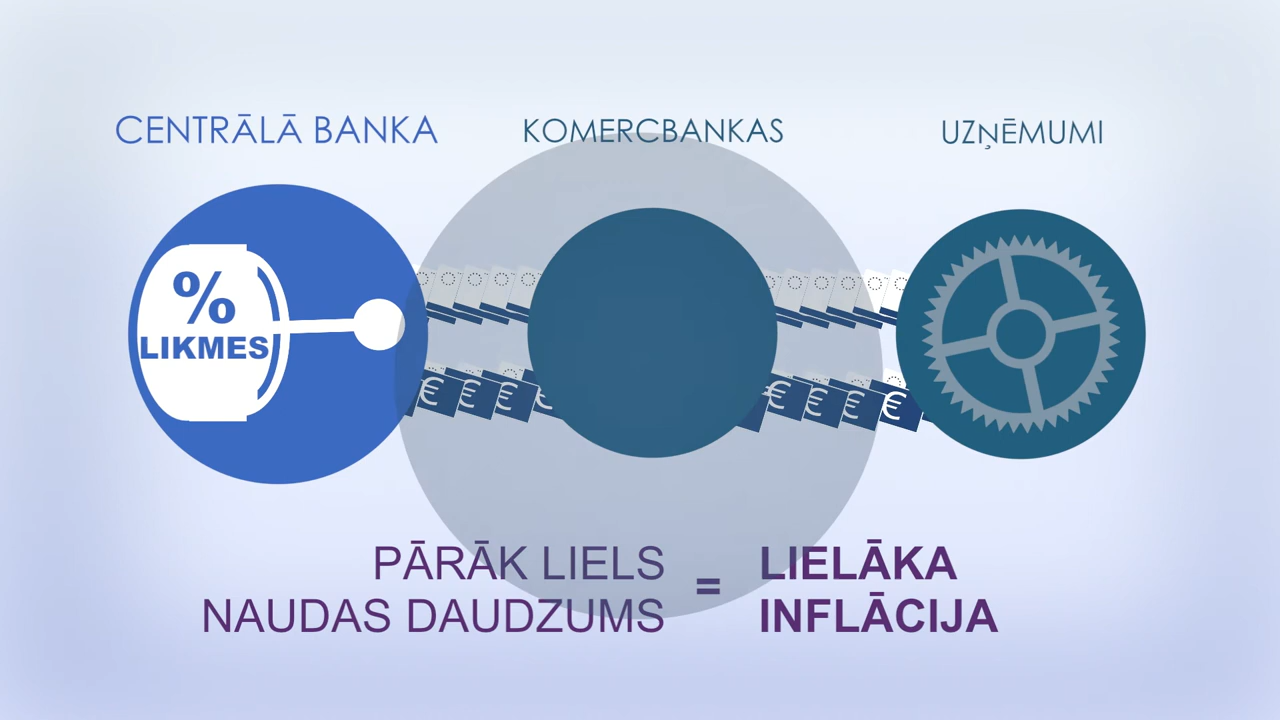 CENTRĀLĀ BANKA
KOMERCBANKAS
UZŅĒMUMI
%
LIKMES
€ € € €
€ € € €
PĀRĀK LIELS
NAUDAS DAUDZUMS
=
LIELĀKA
INFLĀCIJA